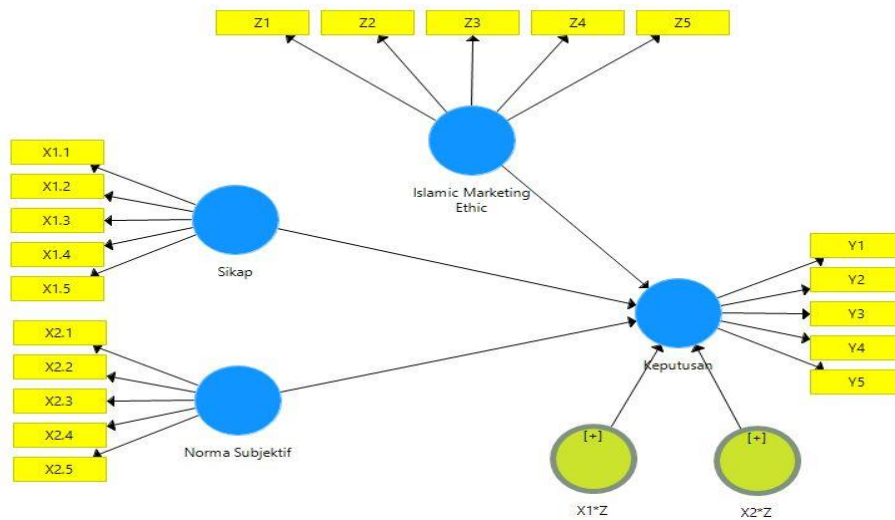 Z1
Z2
Z3
Z4
Z5
Islamic Marketing
Ethic
X1.1
X1.2
X1.3
X1.4
X1.5
Sikap
X2.1
X2.2
X2.3
X2.4
X2.5
Norma Subjektif
Y1
Y2
Y3
Y4
Y5
Keputusan
[+]
X1*Z
[+]
X2*Z